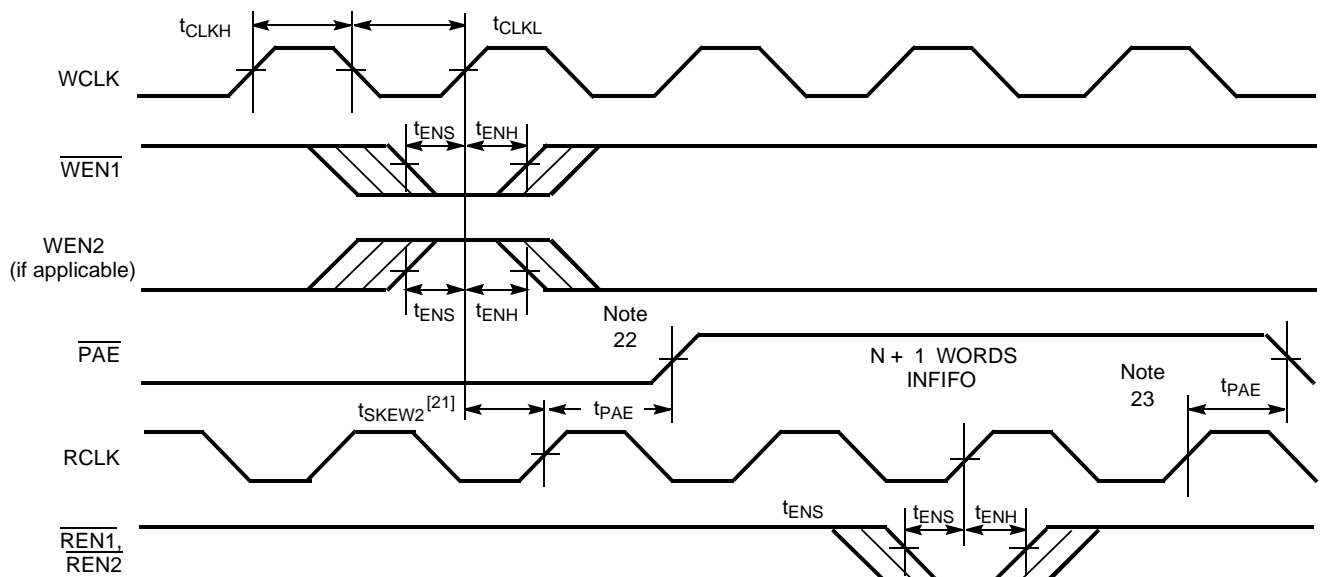 tCLKH
tCLKL
WCLK
tENS
tENH
WEN1
WEN2
(if applicable)
tENS
tENH
Note
22
PAE
N + 1 WORDS
INFIFO
Note
23
tPAE
tSKEW2[21]
tPAE
RCLK
tENS
tENS
tENH
REN1,
REN2